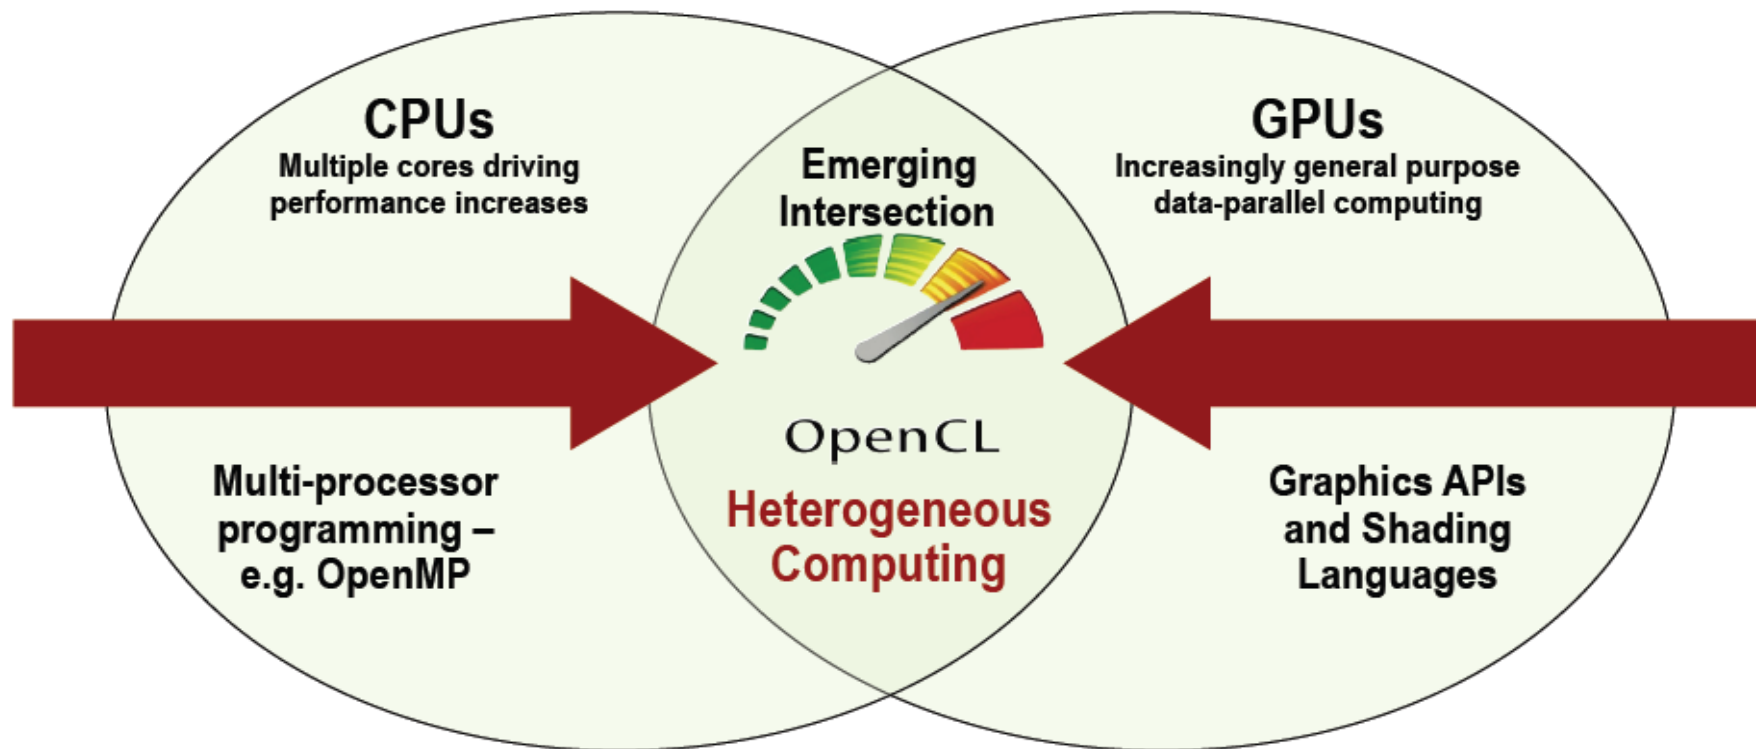 CPUs
Multiple cores driving
performance increases
Multi-processor
programming –
e.g. OpenMP
Emerging
Intersection
OpenCL
Heterogeneous
Computing
GPUs
Increasingly general purpose
data-parallel computing
Graphics APIs
and Shading
Languages